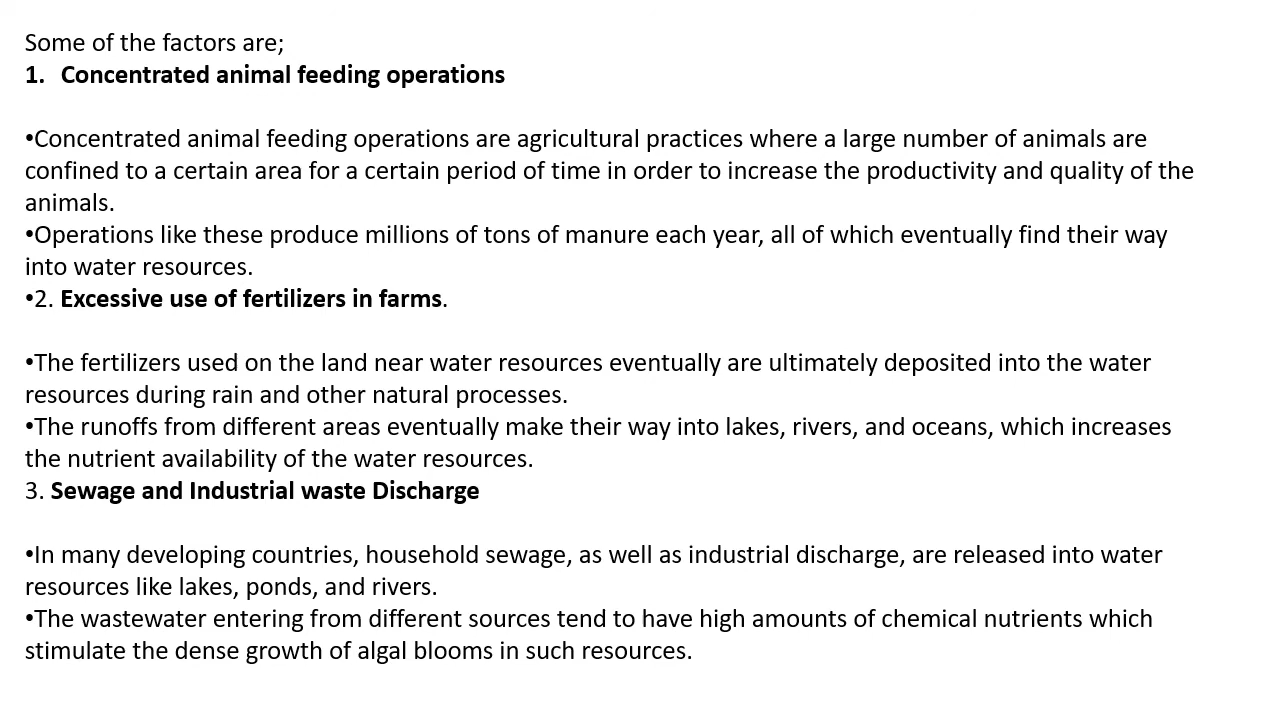 Some of the factors are;
1. Concentrated animal feeding operations
•Concentrated animal feeding operations are agricultural practices where a large number of animals are
confined to a certain area for a certain period of time in order to increase the productivity and quality of the
animals.
•Operations like these produce millions of tons of manure each year, all of which eventually find their way
into water resources.
•2. Excessive use of fertilizers in farms.
•The fertilizers used on the land near water resources eventually are ultimately deposited into the water
resources during rain and other natural processes.
•The runoffs from different areas eventually make their way into lakes, rivers, and oceans, which increases
the nutrient availability of the water resources.
3. Sewage and Industrial waste Discharge
•In many developing countries, household sewage, as well as industrial discharge, are released into water
resources like lakes, ponds, and rivers.
•The wastewater entering from different sources tend to have high amounts of chemical nutrients which
stimulate the dense growth of algal blooms in such resources.